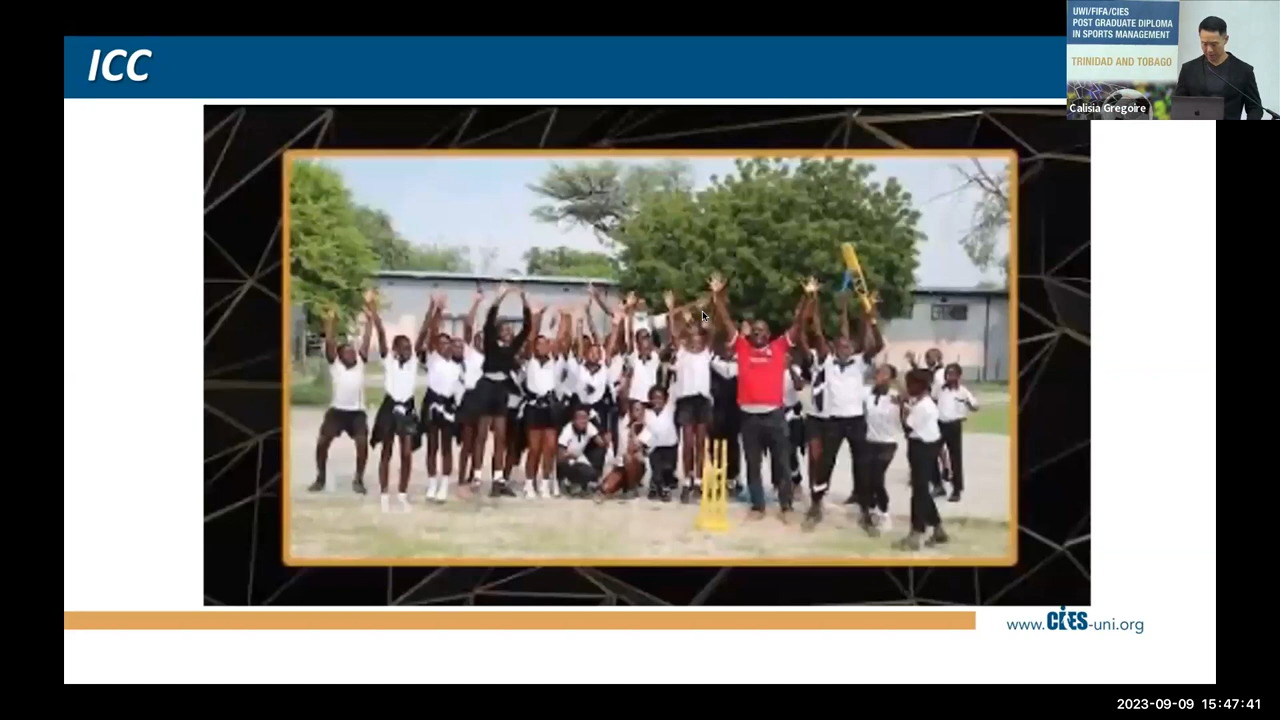 ICC
UWI/FIFA/CIES
POST GRADUATE DIPLOMA
IN SPORTS MANAGEMENT
TRINIDAD AND TOBAGO
Calisia Gregoire
www.CIES-uni.org
2023-09-09 15:47:41